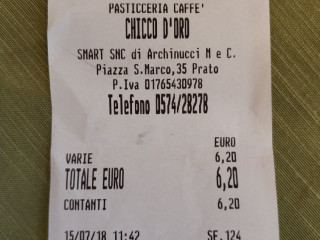 PASTICCERIA CAFFE'
CHICCO D'ORO
SMART SNC di Archinucci M e C.
Piazza S.Marco,35 Prato
P.Iva 01765430978
Telefono 0574/28278
EURO
VARIE 6,20
TOTALE EURO 6,20
CONTANTI 6,20
15/07/18 11:42 SF.124